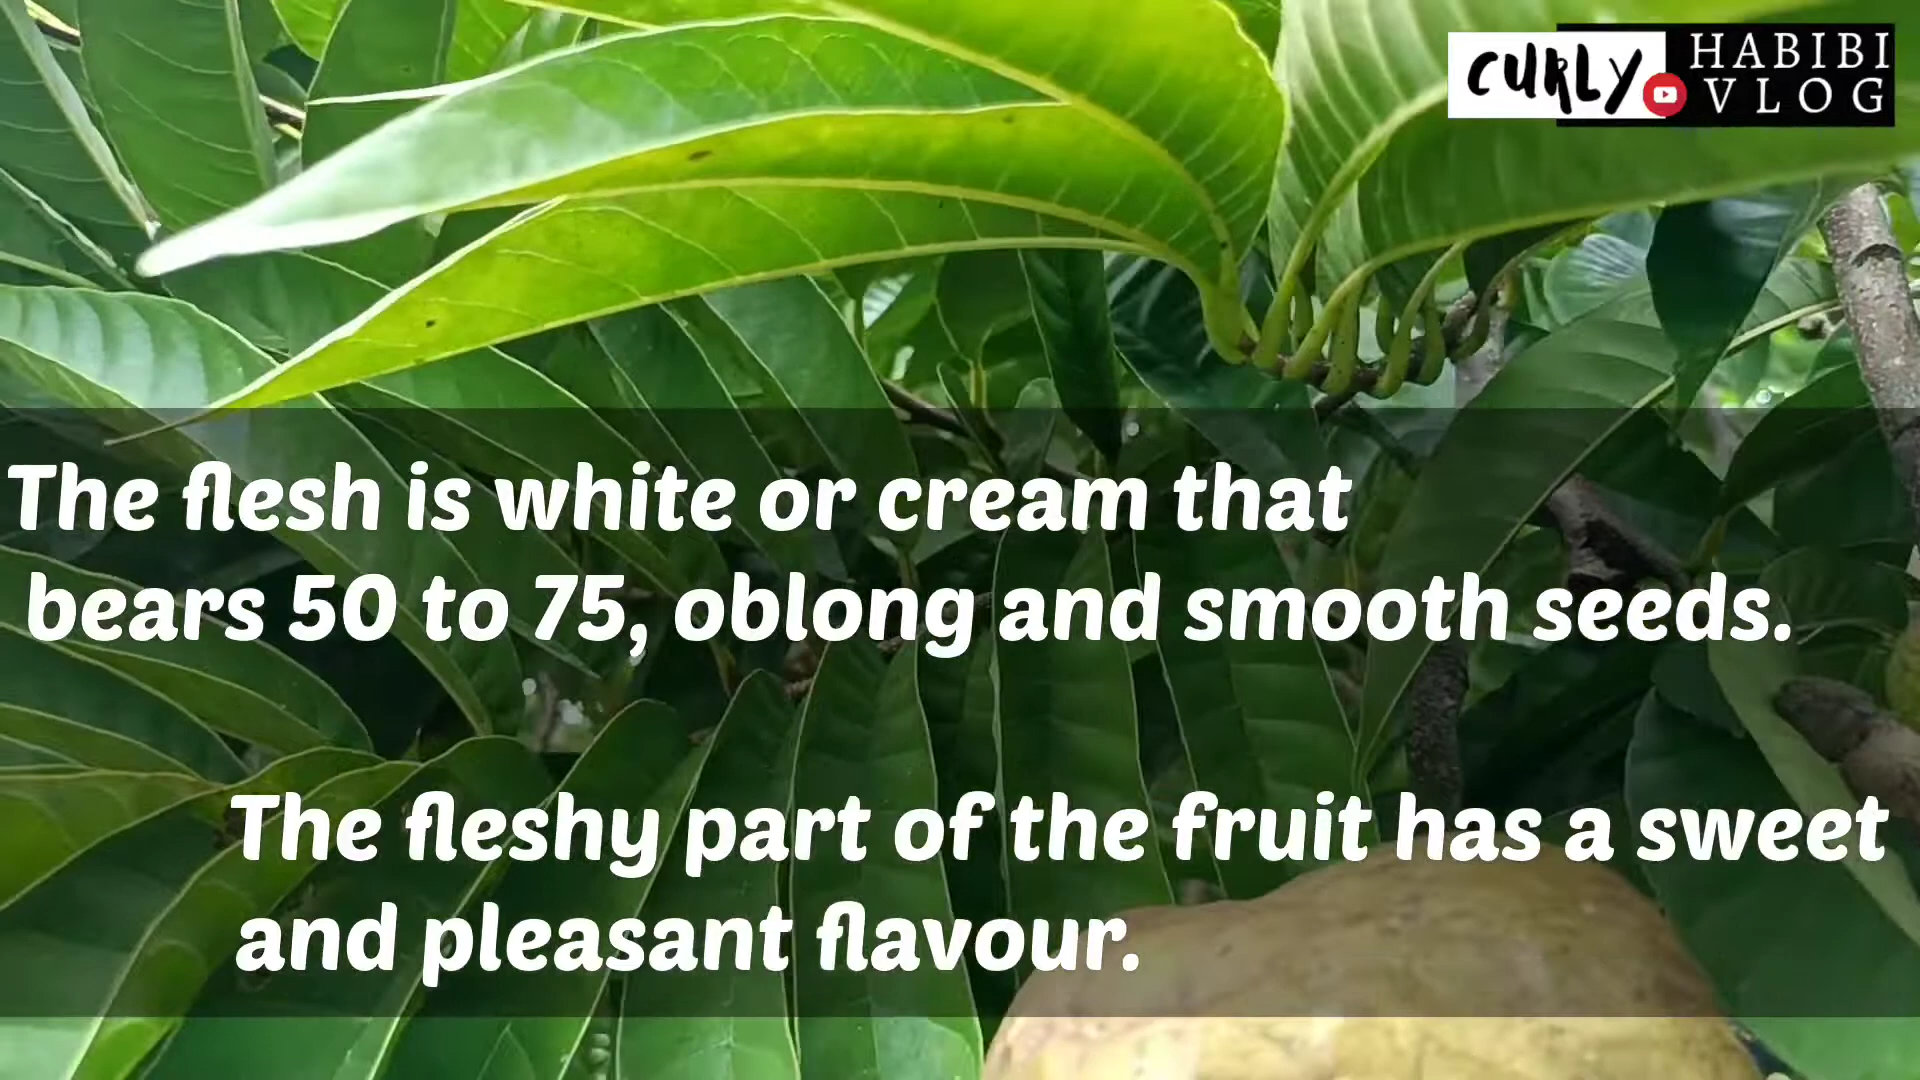 CURLY
HABIBI
VLOG
The flesh is white or cream that
bears 50 to 75, oblong and smooth seeds.
The fleshy part of the fruit has a sweet
and pleasant flavour.